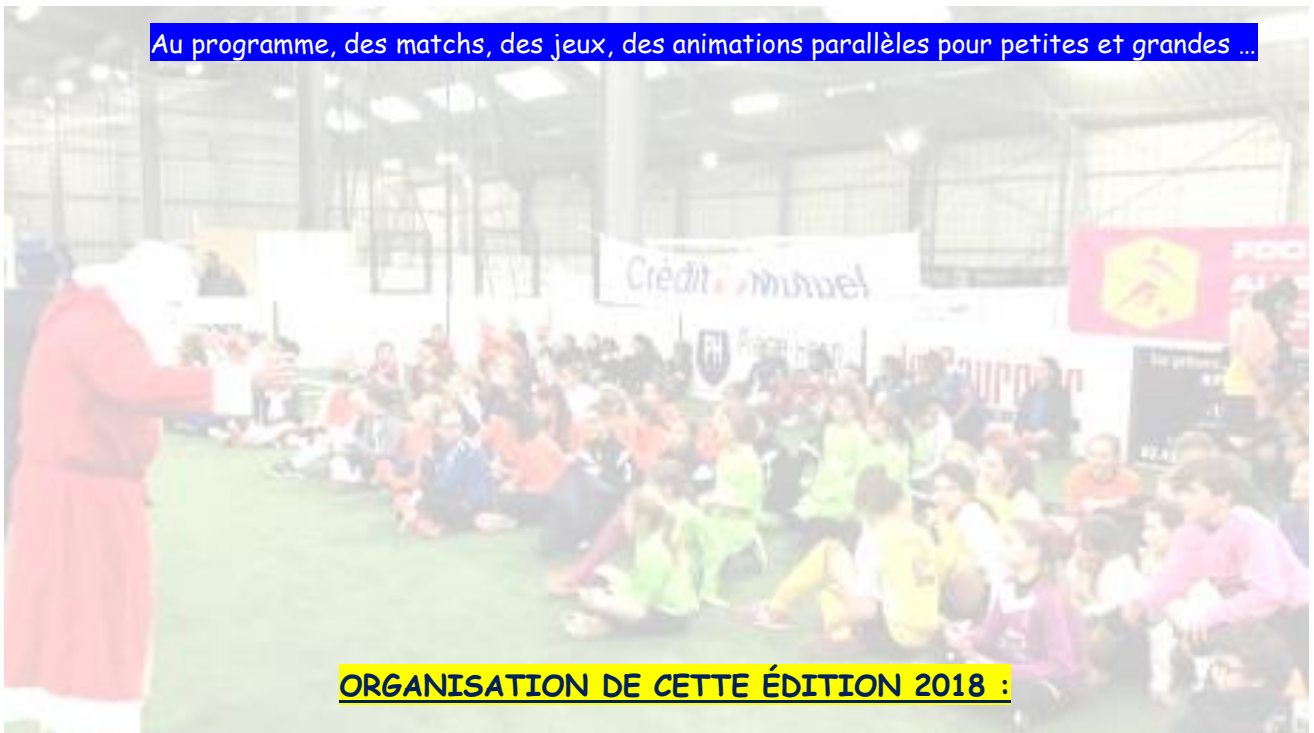 Au programme, des matchs, des jeux, des animations parallèles pour petites et grandes …
Crédit Mutuel
PH
ORGANISATION DE CETTE ÉDITION 2018 :